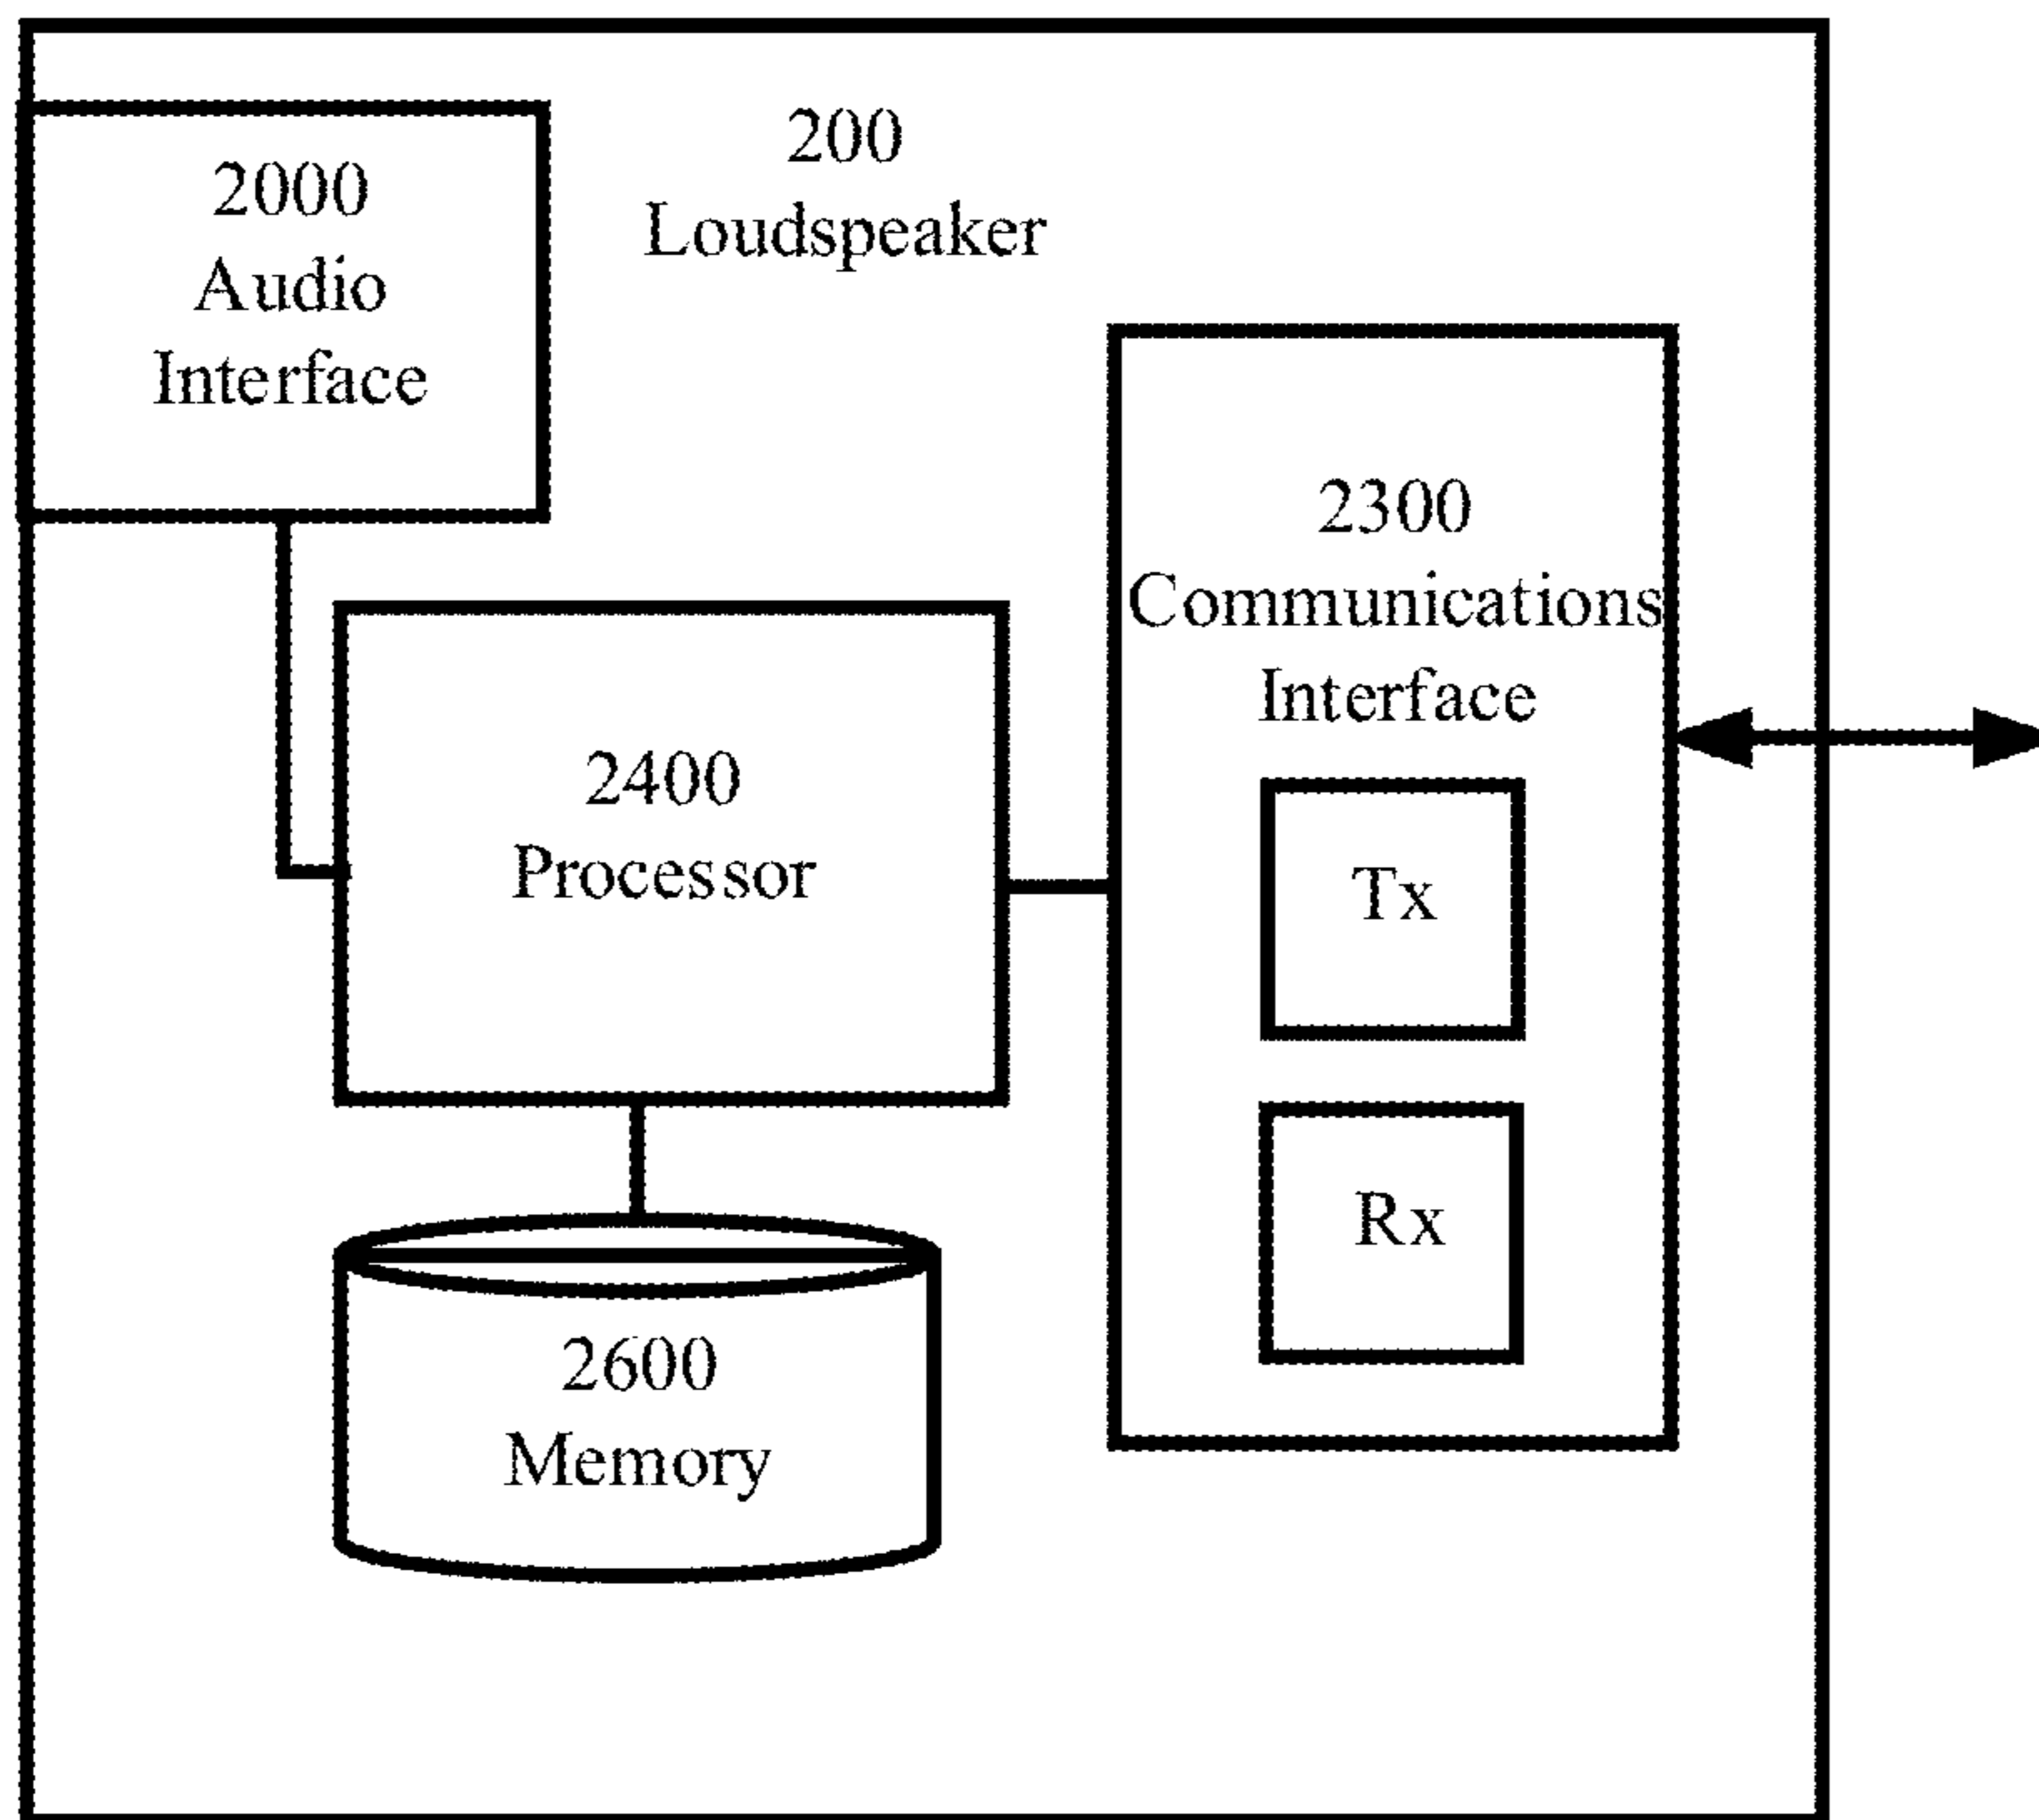 200
Loudspeaker
2000
Audio
Interface
2300
Communications
Interface
2400
Processor
Tx
Rx
2600
Memory